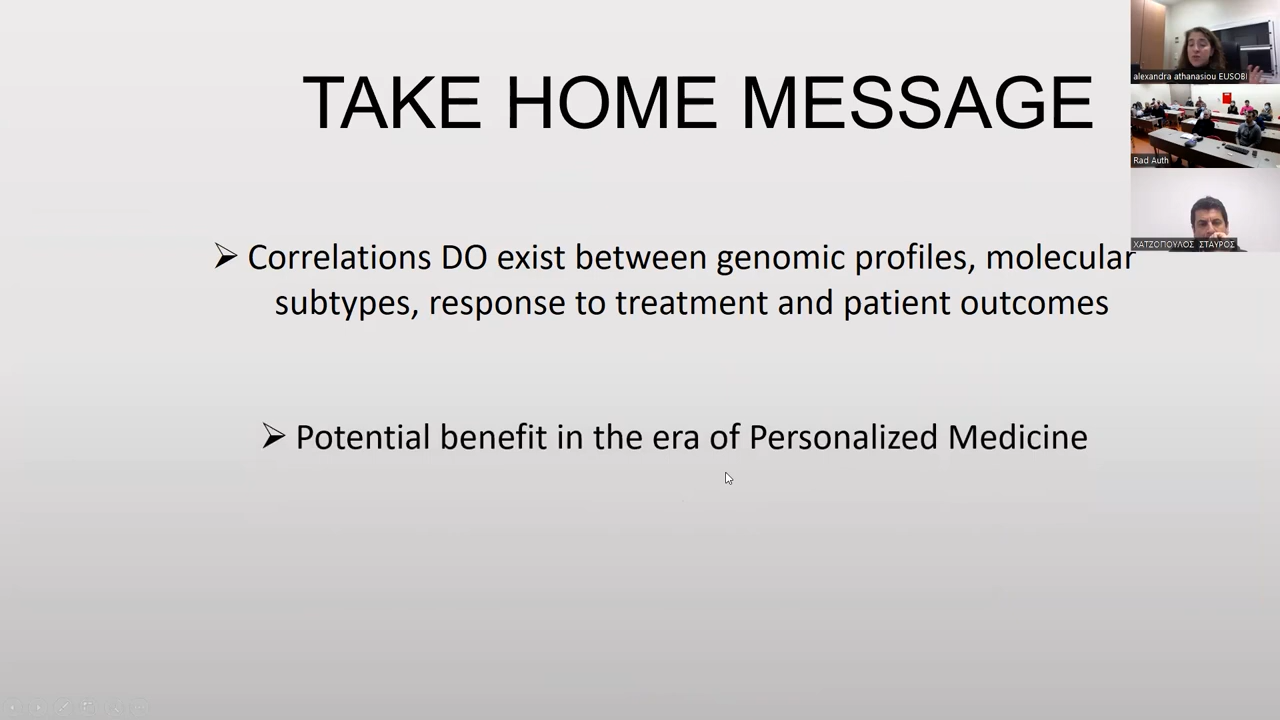 TAKE HOME MESSAGE
➢ Correlations DO exist between genomic profiles, molecular
subtypes, response to treatment and patient outcomes
➢ Potential benefit in the era of Personalized Medicine
alexandra athanasiou EUSOBI
Rad Auth
ΧΑΤΖΟΠΟΥΛΟΣ ΣΤΑΥΡΟΣ